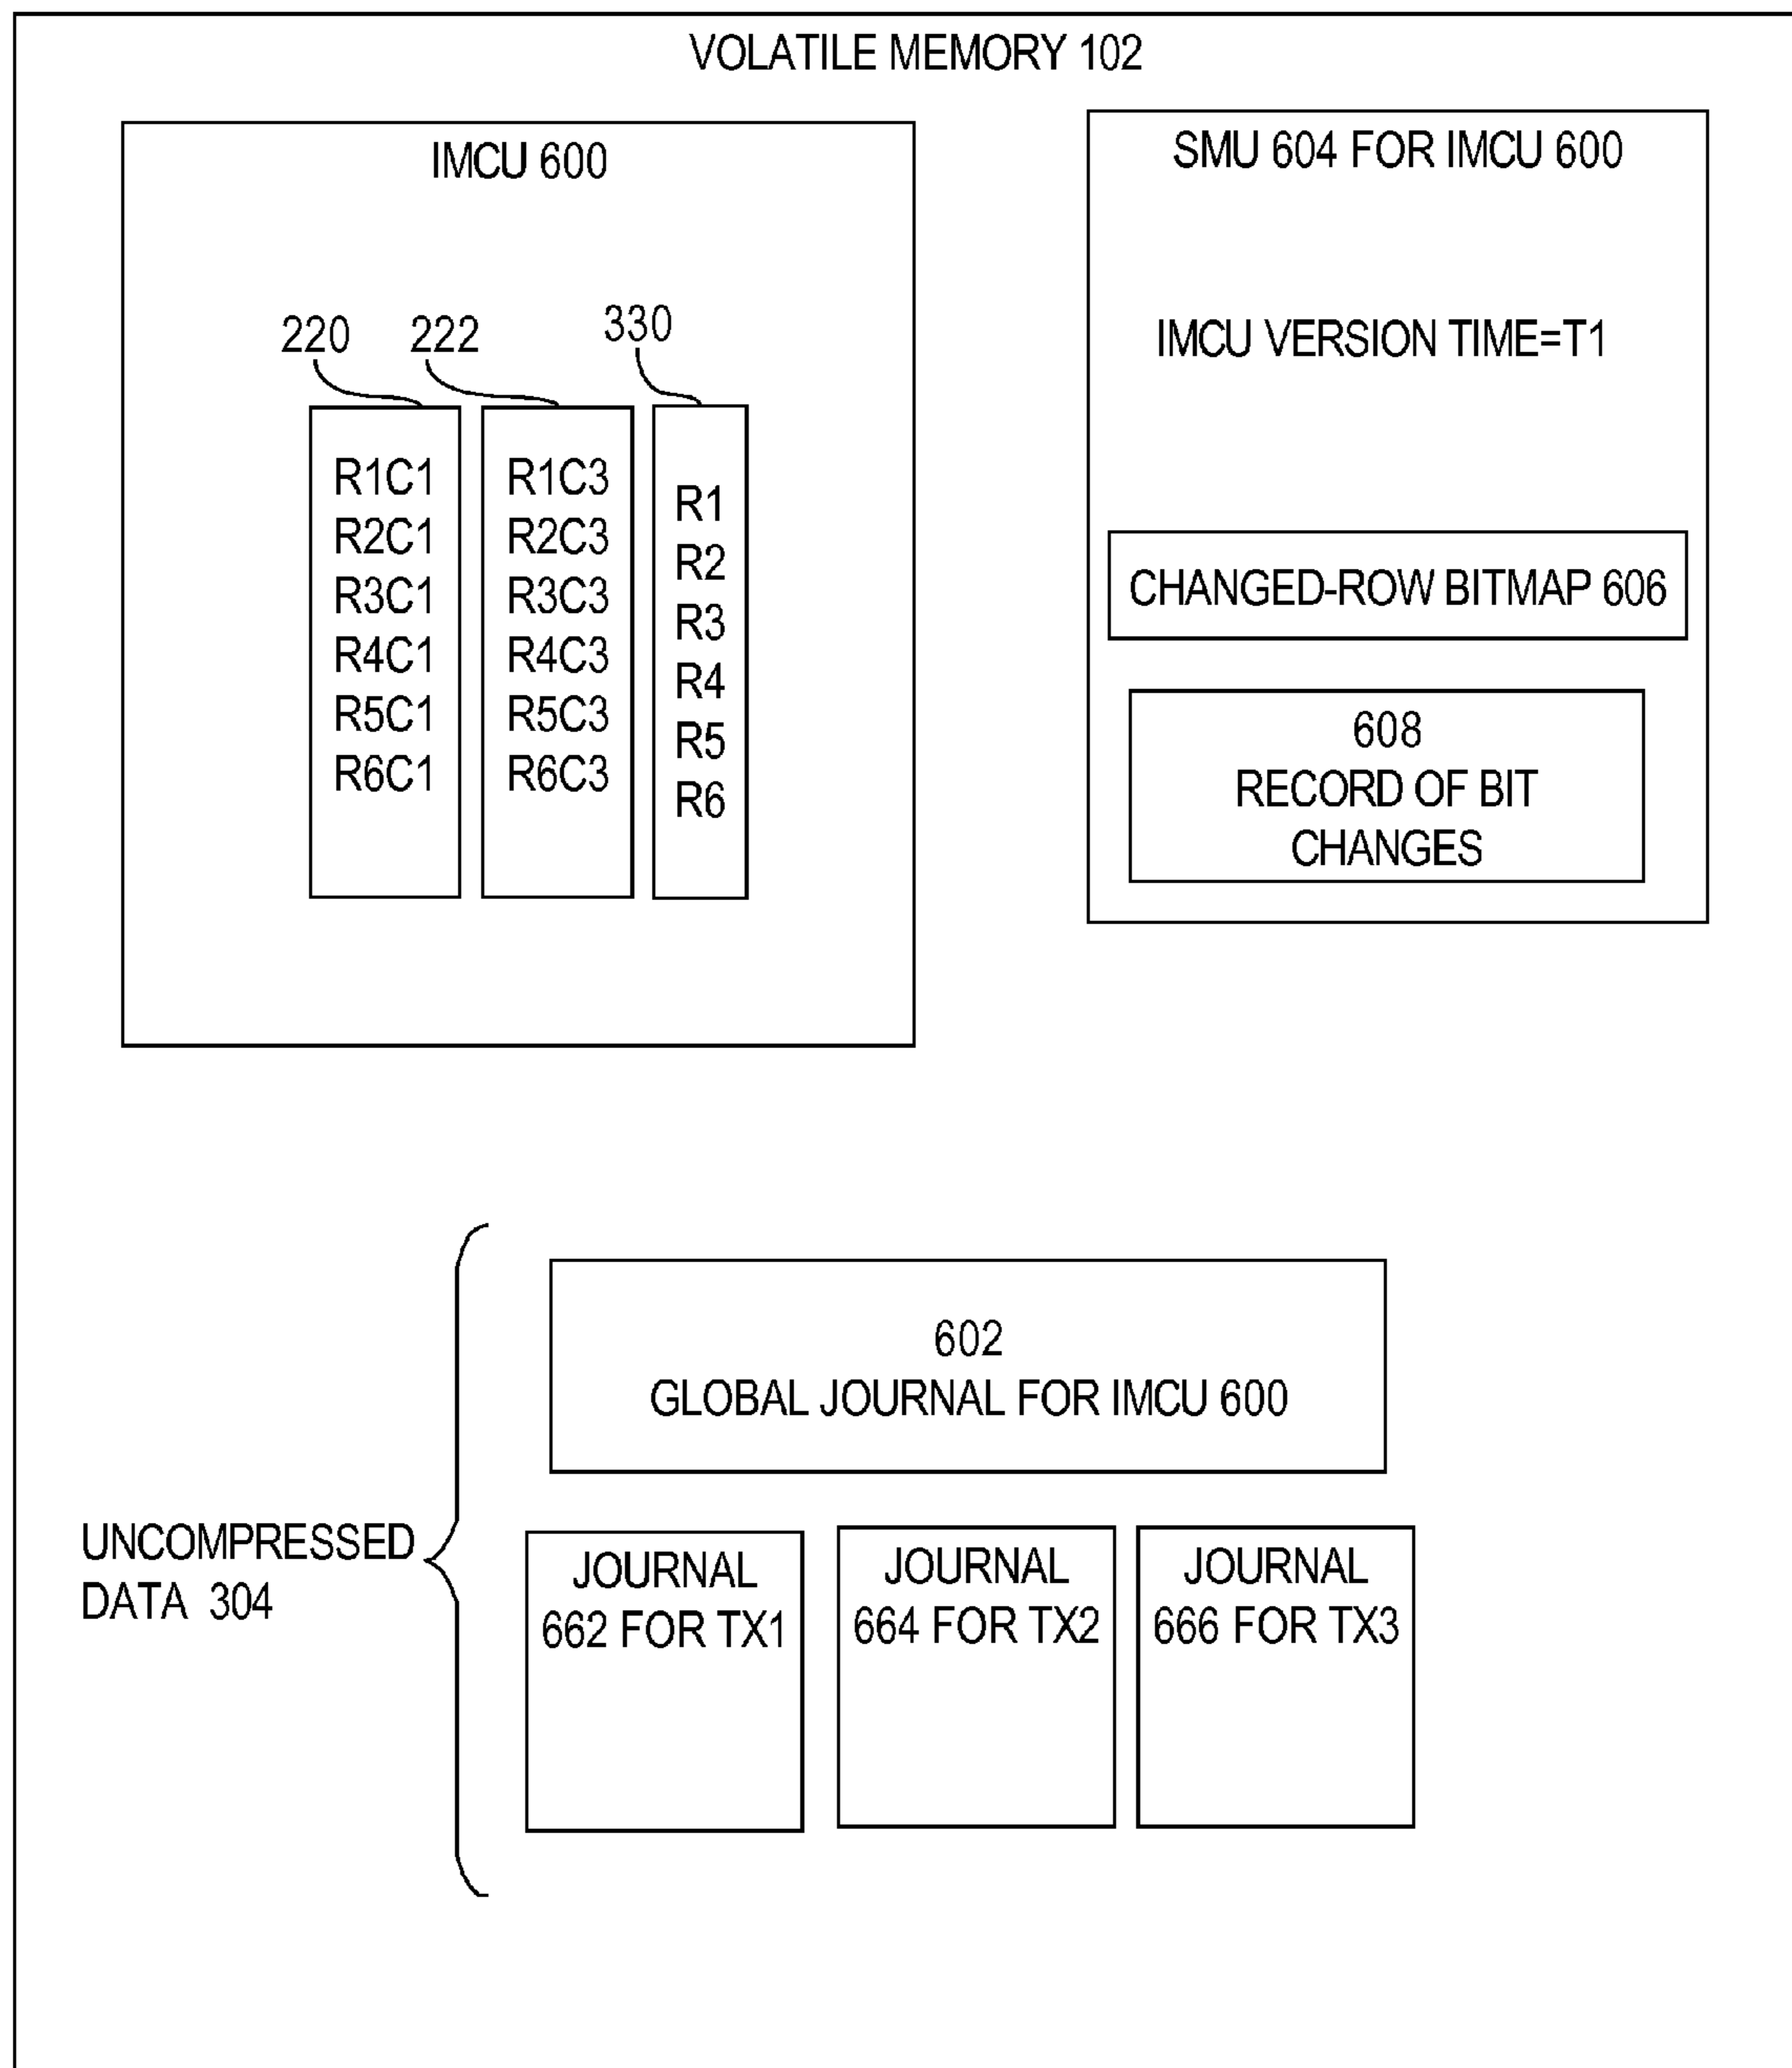 VOLATILE MEMORY 102
IMCU 600
220
222
330
R1C1
R2C1
R3C1
R4C1
R5C1
R6C1
R1C3
R2C3
R3C3
R4C3
R5C3
R6C3
R1
R2
R3
R4
R5
R6
SMU 604 FOR IMCU 600
IMCU VERSION TIME=T1
CHANGED-ROW BITMAP 606
608
RECORD OF BIT
CHANGES
UNCOMPRESSED
DATA 304
602
GLOBAL JOURNAL FOR IMCU 600
JOURNAL
662 FOR TX1
JOURNAL
664 FOR TX2
JOURNAL
666 FOR TX3